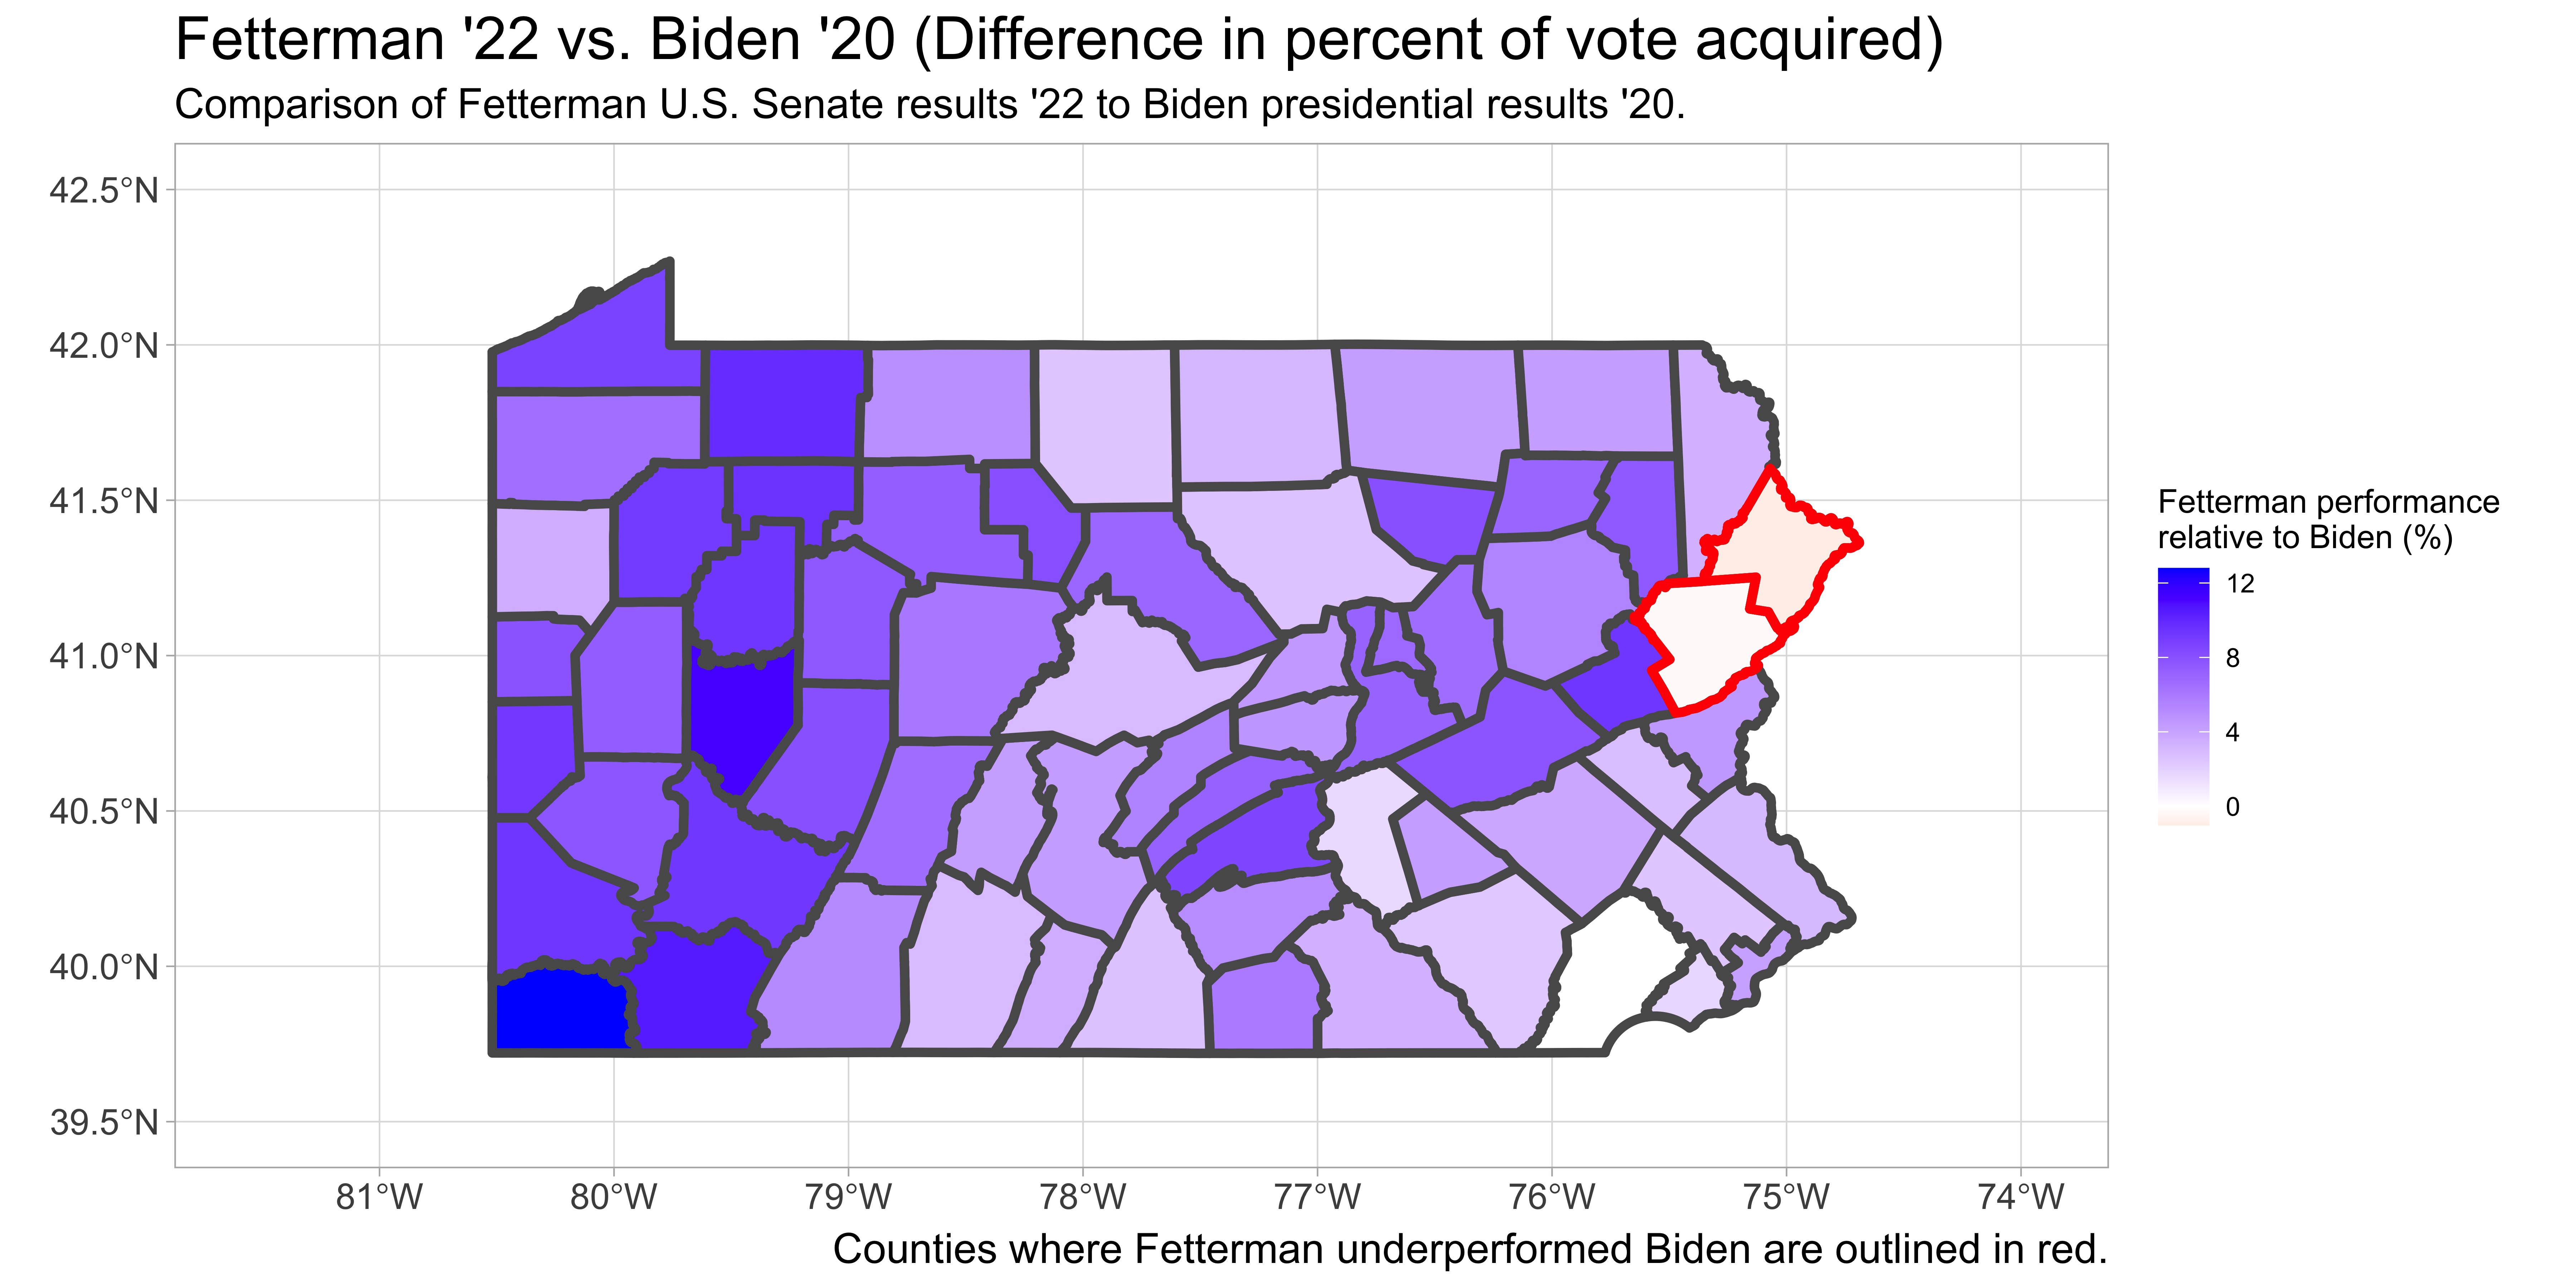 Fetterman '22 vs. Biden '20 (Difference in percent of vote acquired)
Comparison of Fetterman U.S. Senate results '22 to Biden presidential results '20.
42.5°N
42.0°N
41.5°N
41.0°N
40.5°N
40.0°N
39.5°N
81°W
80°W
79°W
78°W
77°W
76°W
75°W
74°W
Fetterman performance
relative to Biden (%)
12
8
4
0
Counties where Fetterman underperformed Biden are outlined in red.